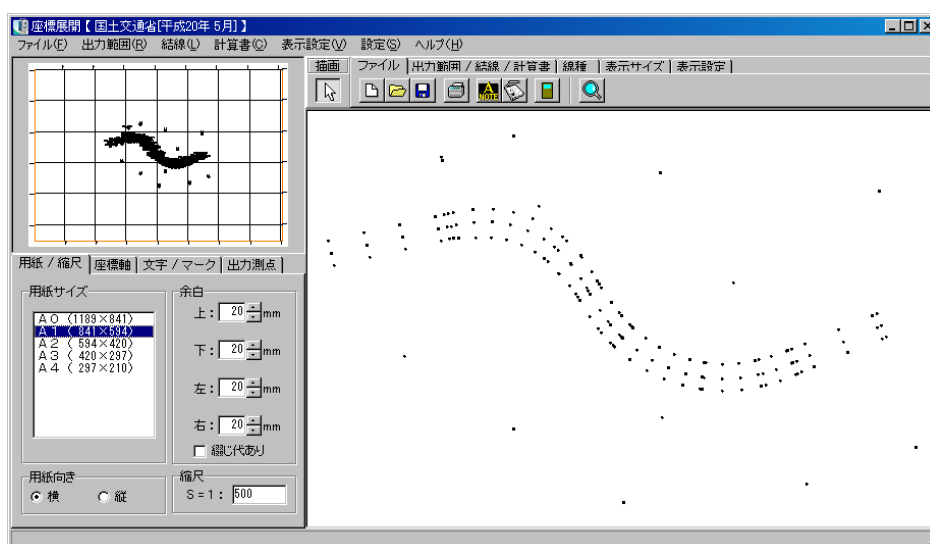 座標展開【 国土交通省[平成20年 5月] 】
ファイル(F) 出力範囲(R) 結線(L) 計算書(C) 表示設定(V) 設定(S) ヘルプ(H)
描画 ファイル 出力範囲 / 結線 / 計算書 線種 表示サイズ 表示設定
用紙 / 縮尺 座標軸 文字 / マーク 出力測点
用紙サイズ
A0 (1189×841)
A1 ( 841×594)
A2 ( 594×420)
A3 ( 420×297)
A4 ( 297×210)
余白
上: 20 mm
下: 20 mm
左: 20 mm
右: 20 mm
綴じ代あり
用紙向き
横 縦
縮尺
S=1: 500